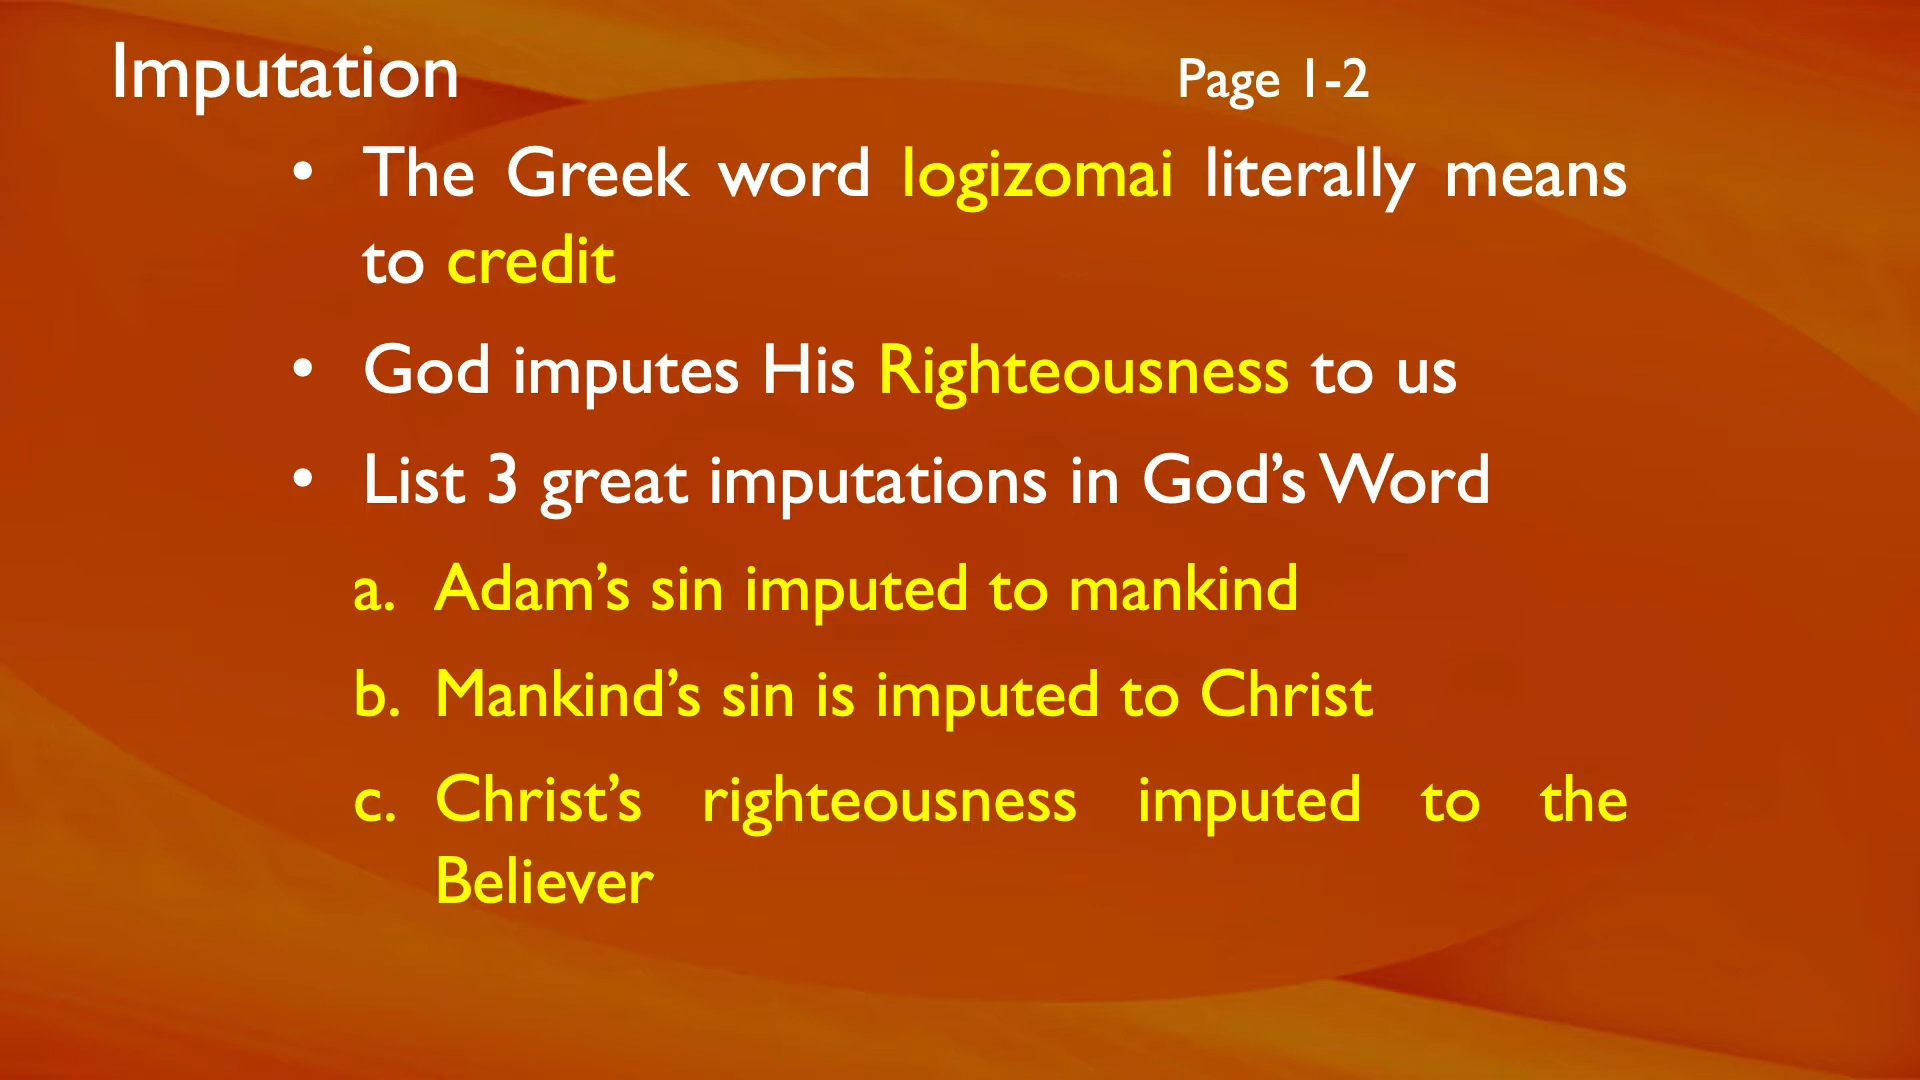 Imputation Page 1-2
• The Greek word logizomai literally means
to credit
• God imputes His Righteousness to us
• List 3 great imputations in God’s Word
a. Adam’s sin imputed to mankind
b. Mankind’s sin is imputed to Christ
c. Christ’s righteousness imputed to the
Believer